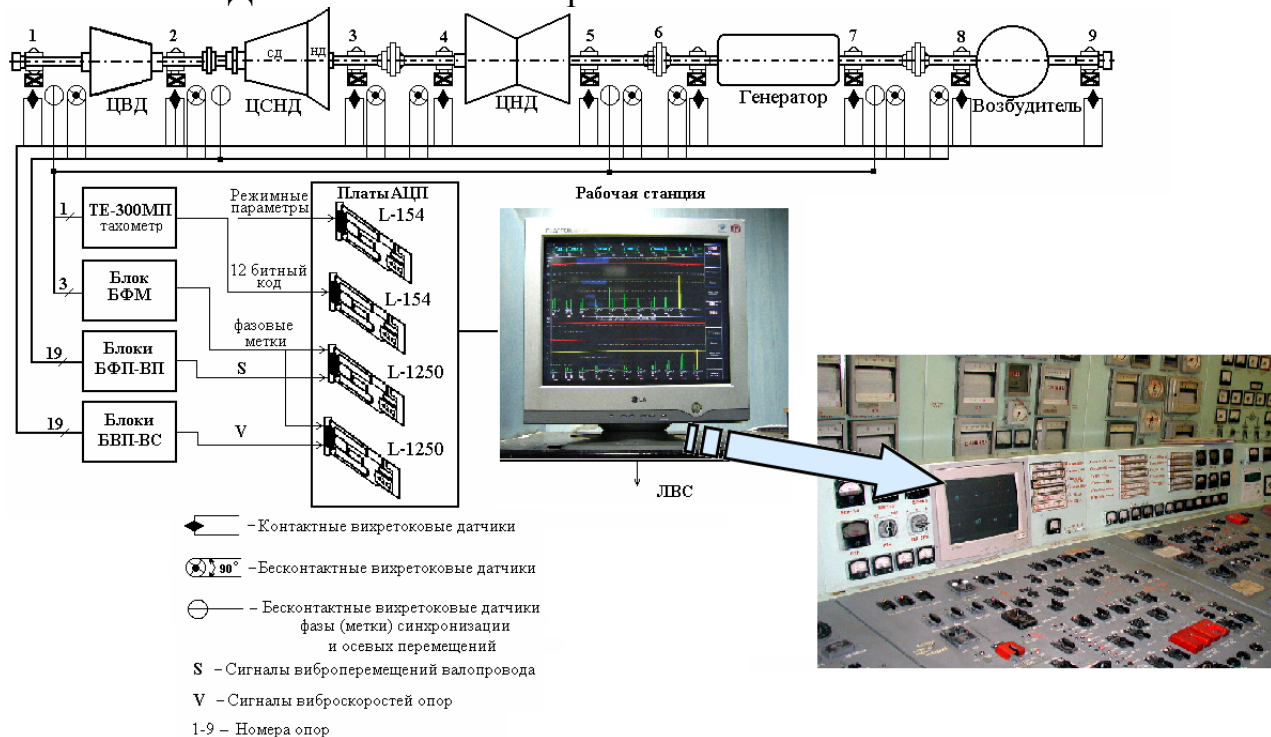 1 2 3 4 5 6 7 8 9
ЦВД
СД НД
ЦСНД
ЦНД
Генератор
Возбудитель
1
ТЕ-300МП
тахометр
3
Блок
БФМ
19
Блоки
БФП-ВП
19
Блоки
БВП-ВС
Режимные
параметры
12 битный
код
фазовые
метки
S
V
Платы АЦП
L-154
L-154
L-1250
L-1250
Рабочая станция
LG
ЛВС
– Контактные вихретоковые датчики
90° – Бесконтактные вихретоковые датчики
– Бесконтактные вихретоковые датчики
фазы (метки) синхронизации
и осевых перемещений
S – Сигналы виброперемещений валопровода
V – Сигналы виброскоростей опор
1-9 – Номера опор